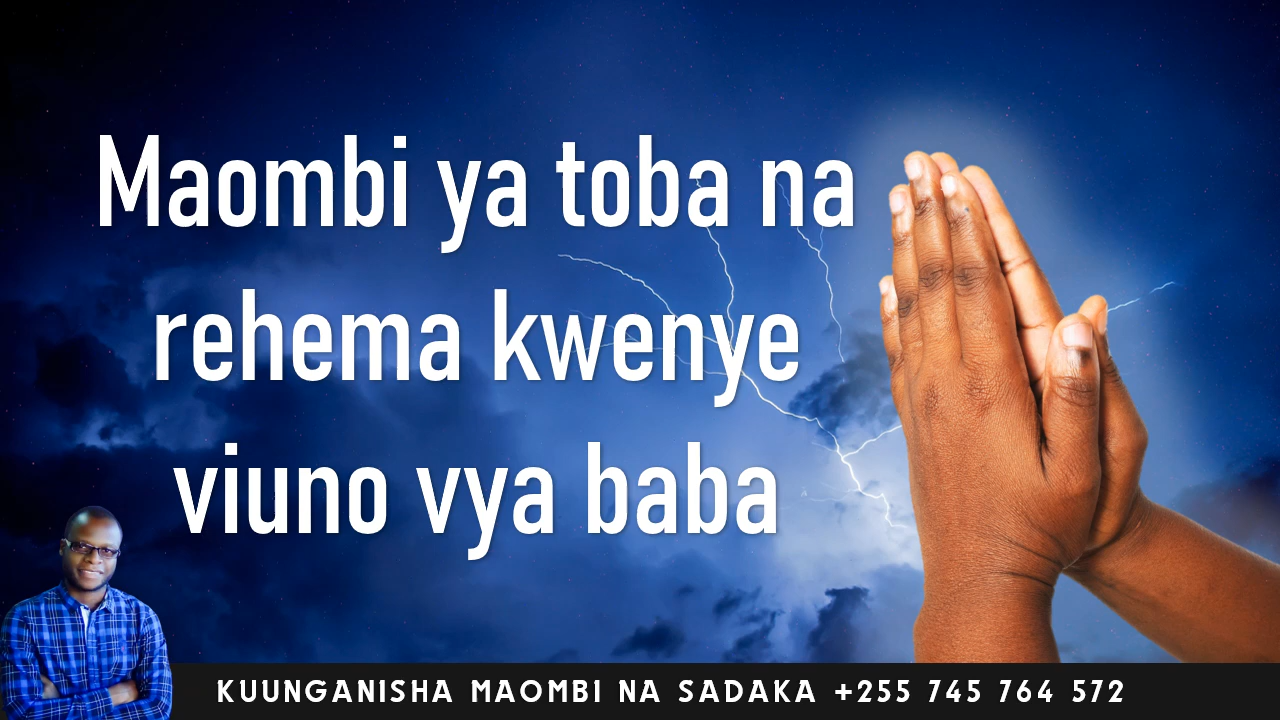 Maombi ya toba na
rehema kwenye
viuno vya baba
KUUNGANISHA MAOMBI NA SADAKA +255 745 764 572